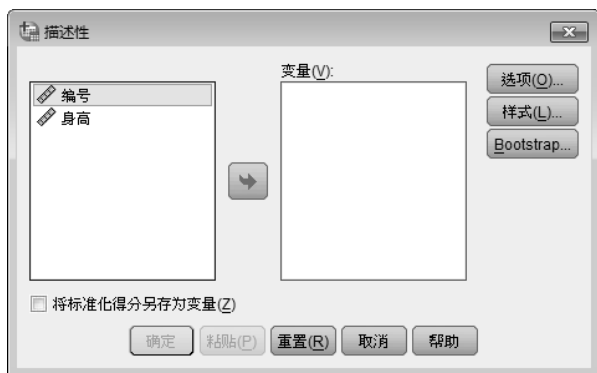 描述性
变量(V):
编号
身高
选项(O)...
样式(L)...
Bootstrap...
将标准化得分另存为变量(Z)
确定 粘贴(P) 重置(R) 取消 帮助